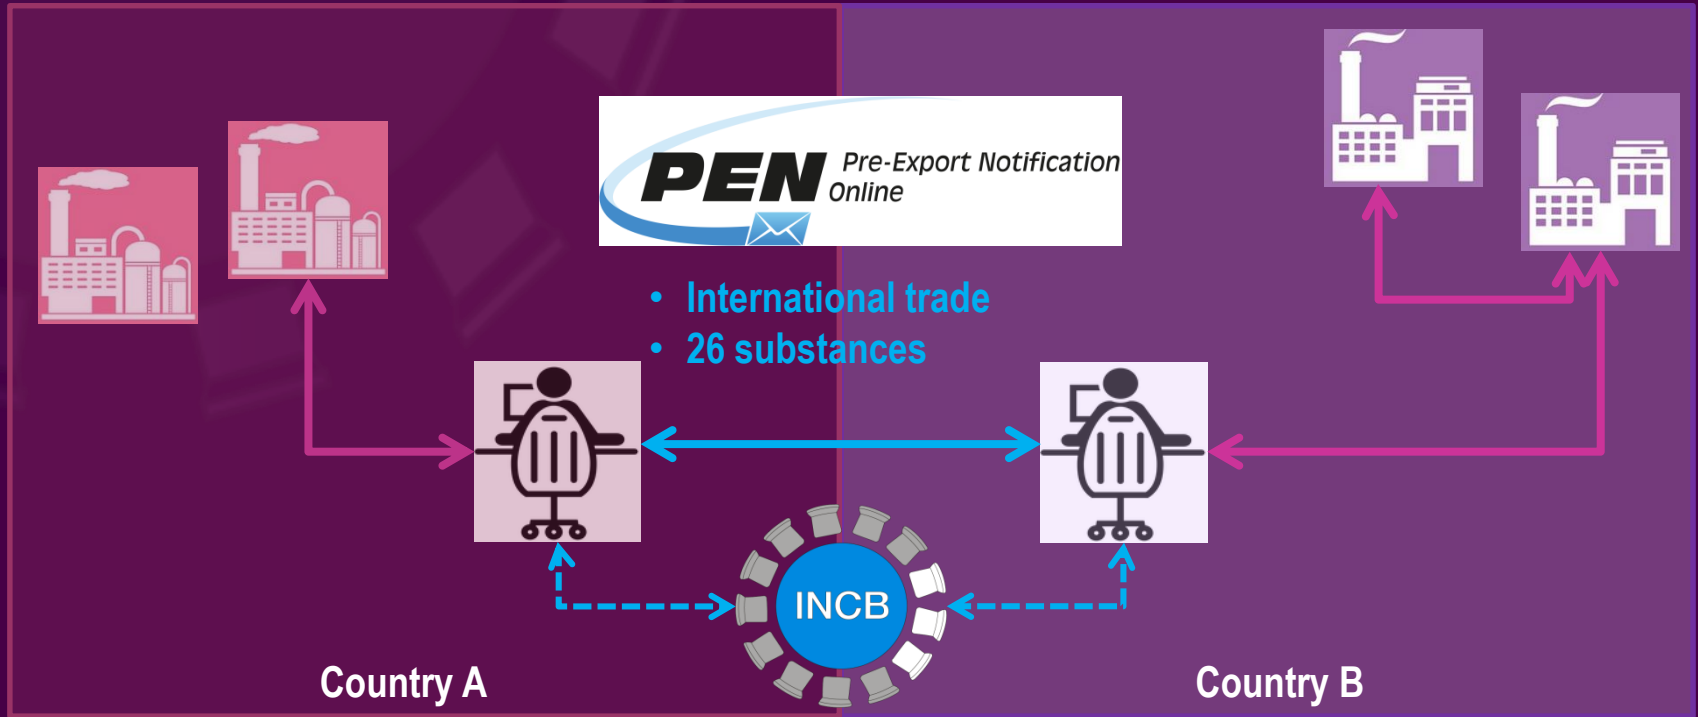 PEN Pre-Export Notification
Online
• International trade
• 26 substances
INCB
Country A
Country B